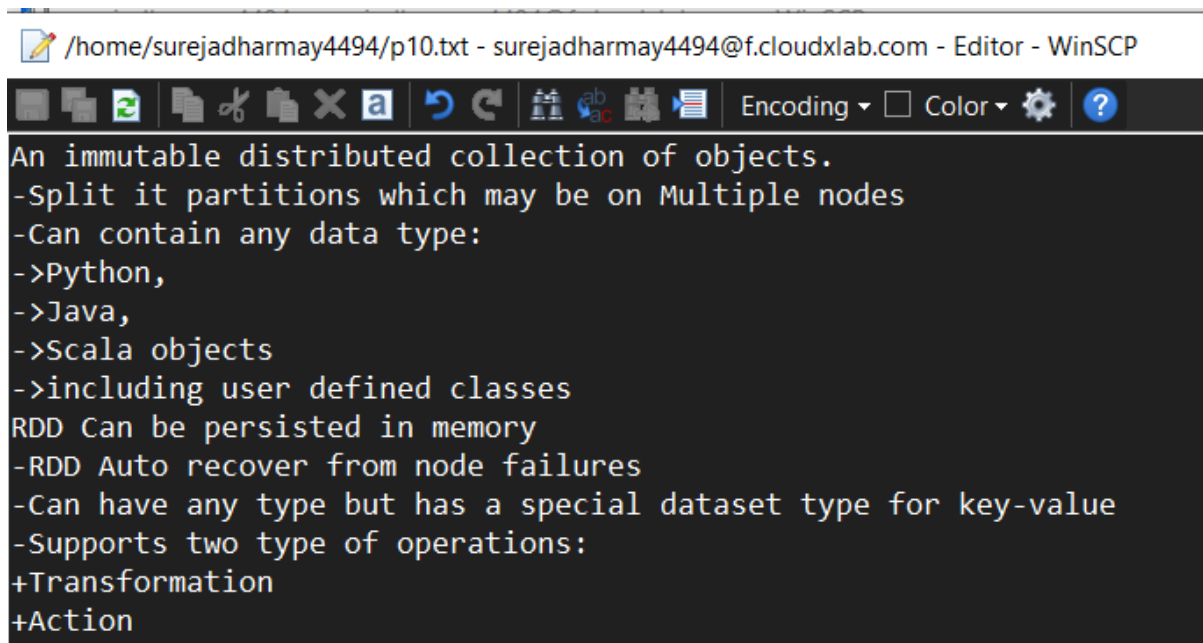 /home/surejadharmay4494/p10.txt - surejadharmay4494@f.cloudxlab.com - Editor - WinSCP
Encoding Color
An immutable distributed collection of objects.
-Split it partitions which may be on Multiple nodes
-Can contain any data type:
->Python,
->Java,
->Scala objects
->including user defined classes
RDD Can be persisted in memory
-RDD Auto recover from node failures
-Can have any type but has a special dataset type for key-value
-Supports two type of operations:
+Transformation
+Action